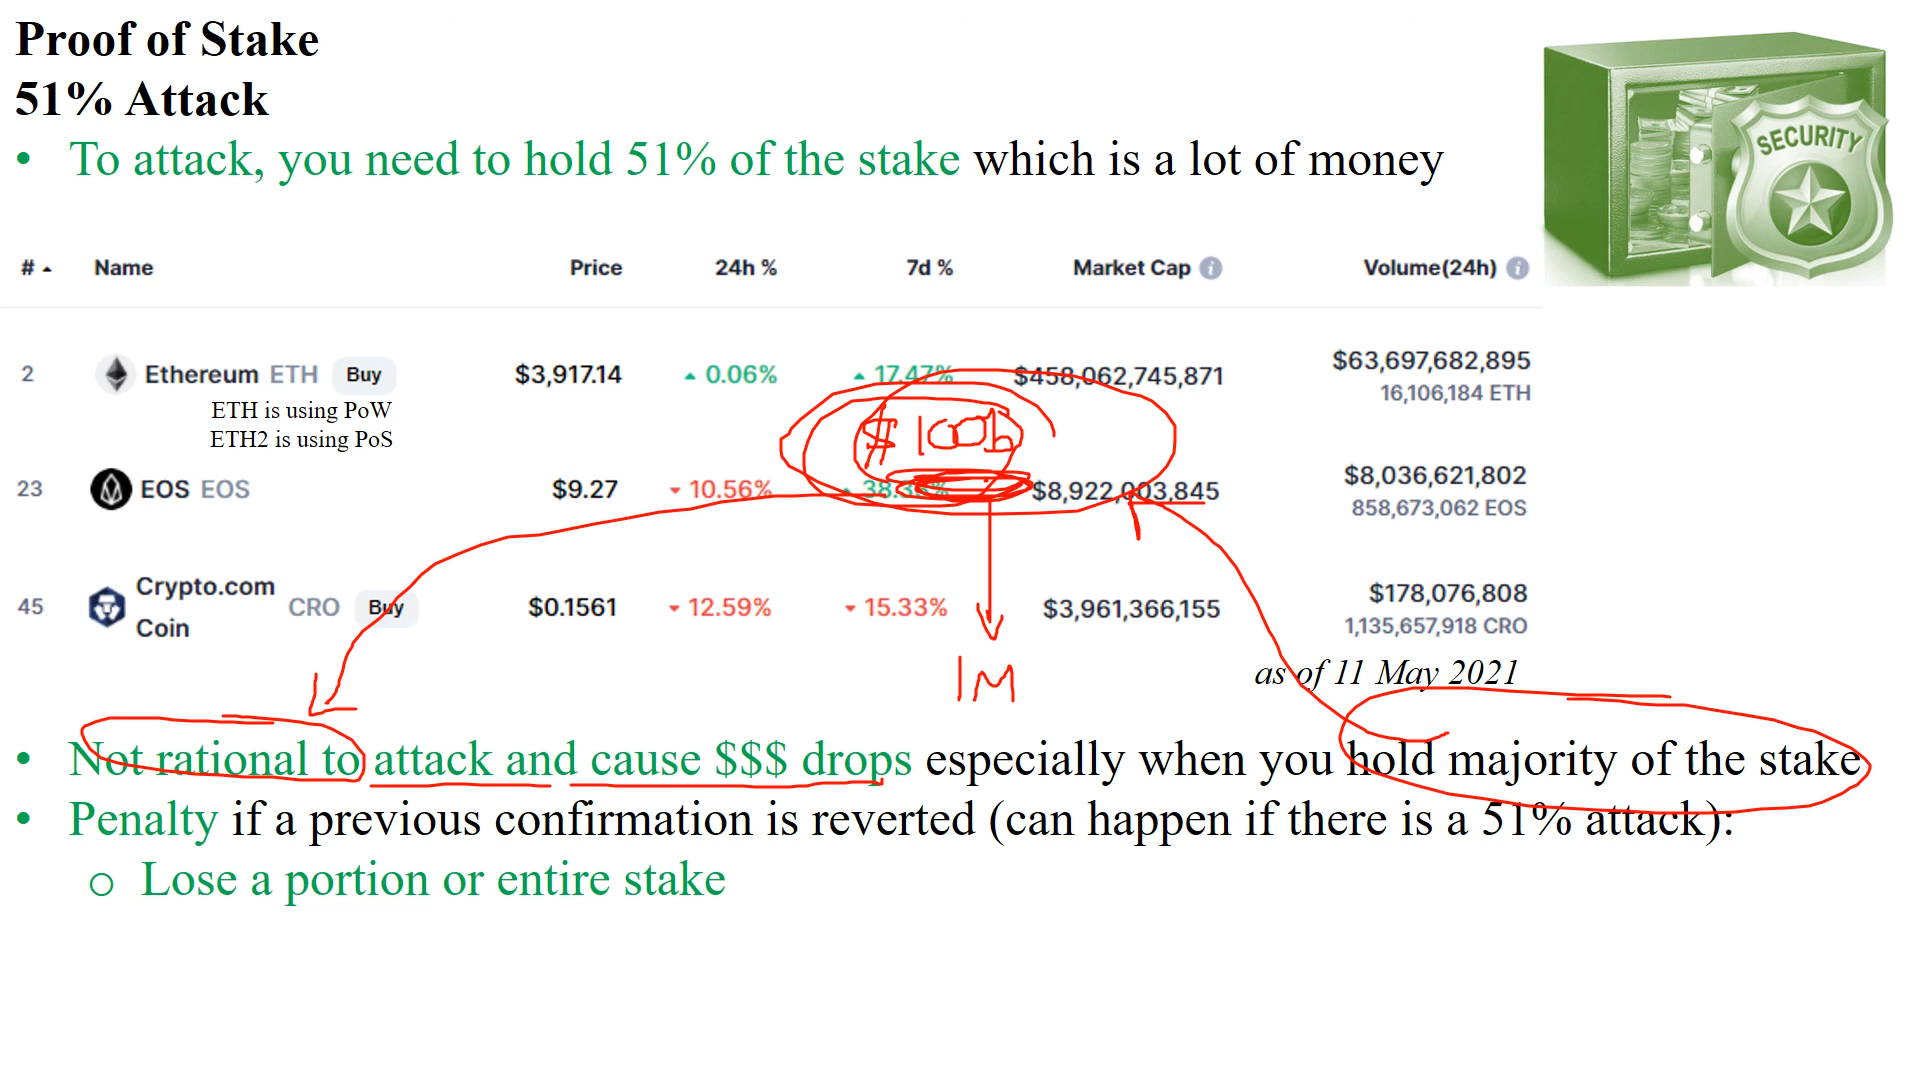 Proof of Stake
51% Attack
• To attack, you need to hold 51% of the stake which is a lot of money
SECURITY
# Name Price 24h % 7d % Market Cap Volume(24h)
2 Ethereum ETH Buy $3,917.14 0.06% 17.47% $458,062,745,871 $63,697,682,895
16,106,184 ETH
ETH is using PoW
ETH2 is using PoS
$100b
23 EOS EOS $9.27 10.56% $8,922,003,845 $8,036,621,802
858,673,062 EOS
45 Crypto.com Coin CRO Buy $0.1561 12.59% 15.33% $3,961,366,155 $178,076,808
1,135,657,918 CRO
1M
as of 11 May 2021
• Not rational to attack and cause $$$ drops especially when you hold majority of the stake
• Penalty if a previous confirmation is reverted (can happen if there is a 51% attack):
o Lose a portion or entire stake